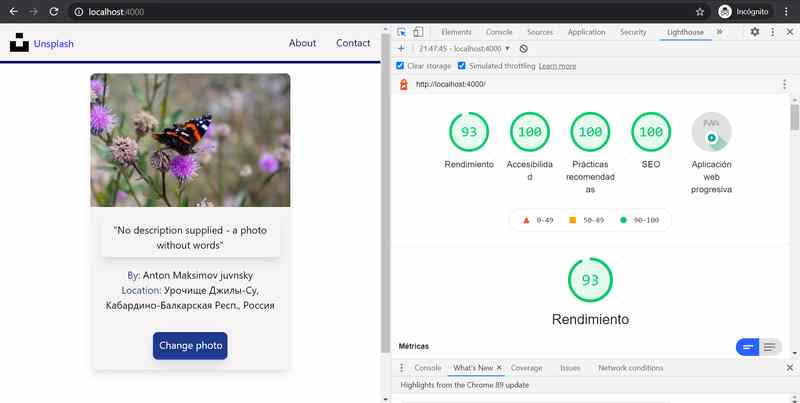 localhost:4000
Incógnito
Unsplash
About
Contact
"No description supplied - a photo
without words"
By: Anton Maksimov juvnsky
Location: Урочище Джилы-Су,
Кабардино-Балкарская Респ., Россия
Change photo
Elements
Console
Sources
Application
Security
Lighthouse
»
21:47:45 - localhost:4000
Clear storage
Simulated throttling
Learn more
http://localhost:4000/
93
Rendimiento
100
Accesibilida
d
100
Prácticas
recomendad
as
100
SEO
PWA
Aplicación
web
progresiva
0-49
50-89
90-100
93
Rendimiento
Métricas
Console
What's New
Coverage
Issues
Network conditions
Highlights from the Chrome 89 update